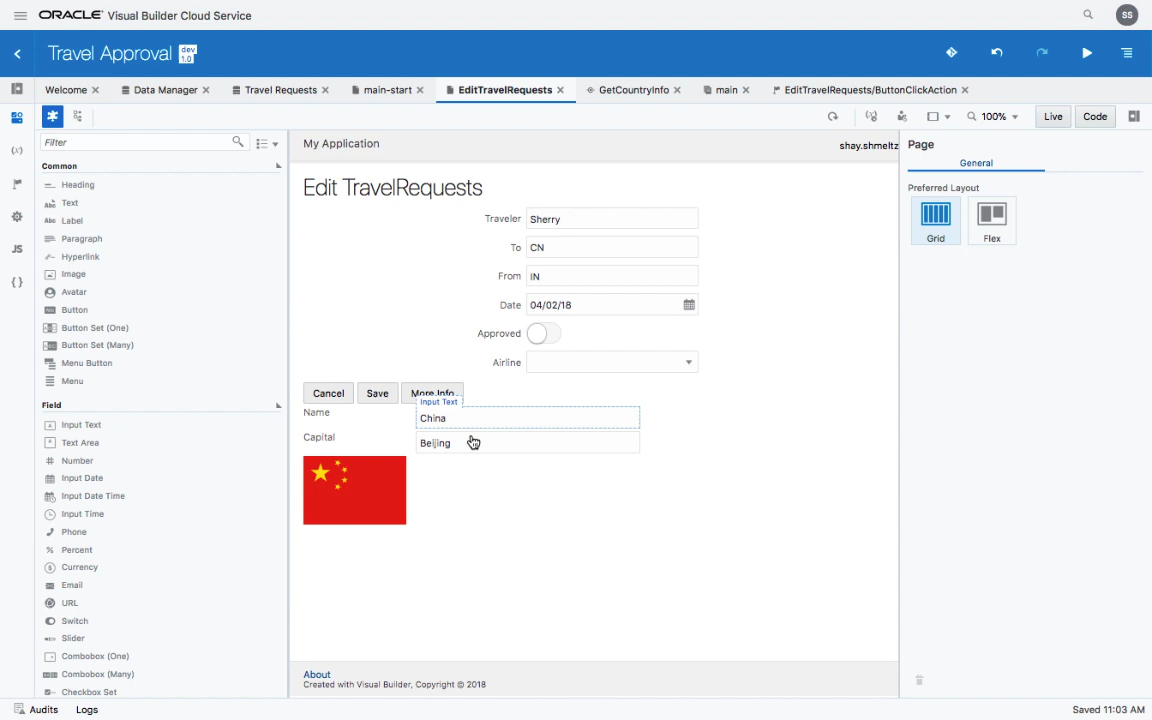 ORACLE Visual Builder Cloud Service
SS
Travel Approval dev 1.0
Welcome
Data Manager
Travel Requests
main-start
EditTravelRequests
GetCountryInfo
main
EditTravelRequests/ButtonClickAction
100%
Live
Code
Filter
Common
Heading
Abc Text
Abc Label
Paragraph
Hyperlink
Image
Avatar
Button
Button Set (One)
Button Set (Many)
Menu Button
Menu
Field
Input Text
Text Area
Number
Input Date
Input Date Time
Input Time
Phone
Percent
Currency
Email
URL
Switch
Slider
Combobox (One)
Combobox (Many)
Checkbox Set
(x)
JS
{ }
My Application
shay.shmeltz
Edit TravelRequests
Traveler Sherry
To CN
From IN
Date 04/02/18
Approved
Airline
Cancel
Save
More Info
Input Text
Name China
Capital Beijing
About
Created with Visual Builder, Copyright © 2018
Page
General
Preferred Layout
Grid
Flex
Audits
Logs
Saved 11:03 AM